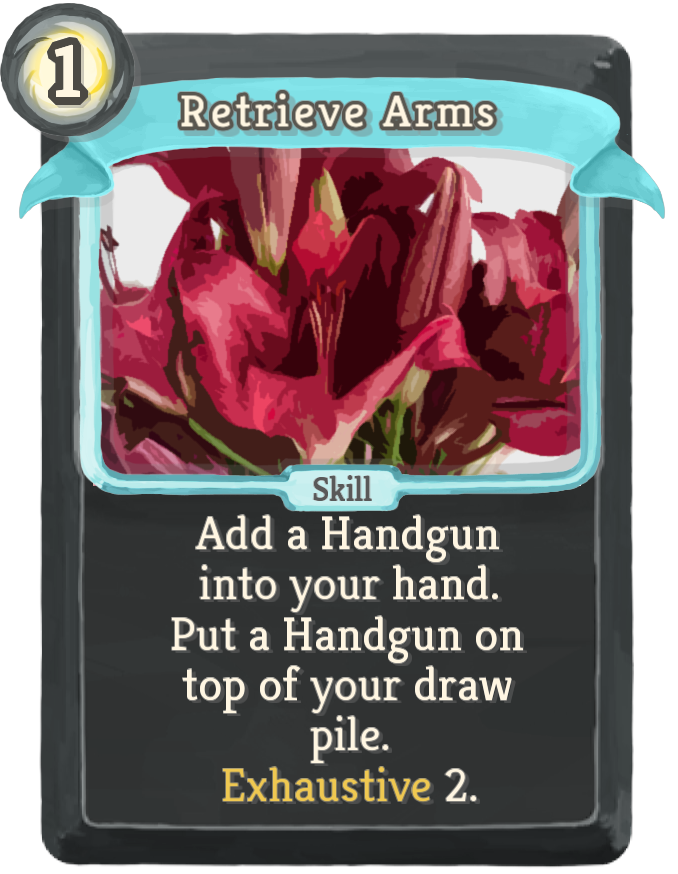 1
Retrieve Arms
Skill
Add a Handgun
into your hand.
Put a Handgun on
top of your draw
pile.
Exhaustive 2.